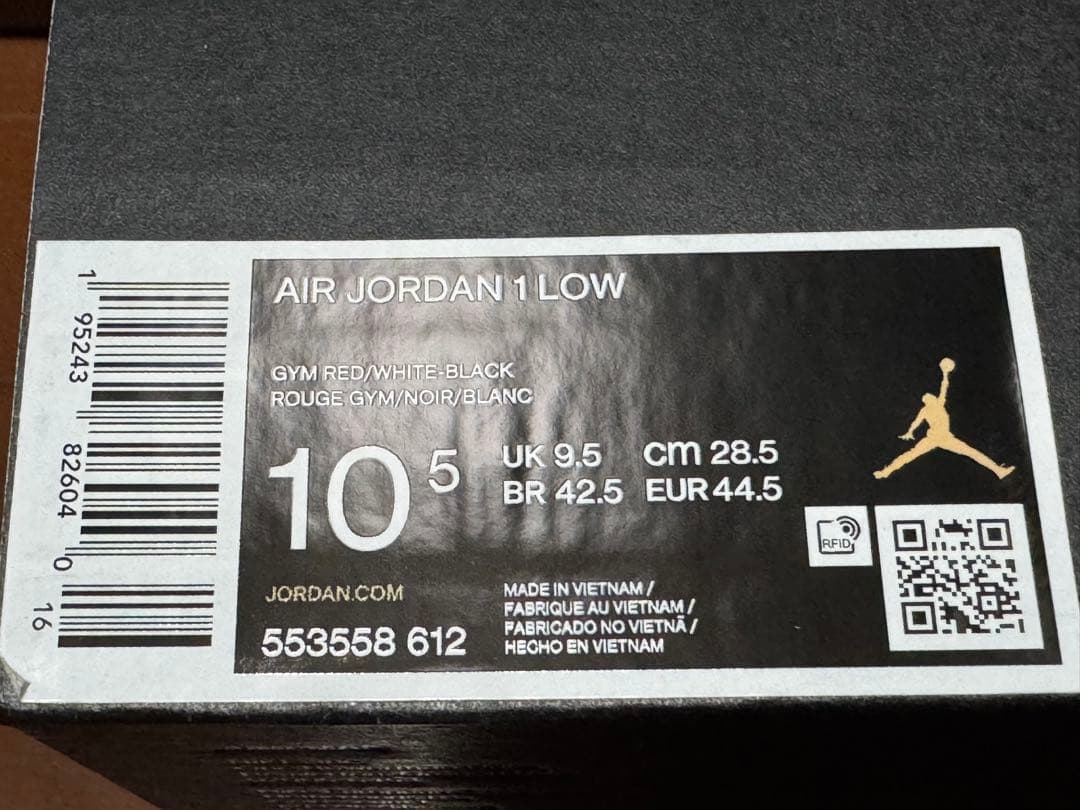 AIR JORDAN 1 LOW
GYM RED/WHITE-BLACK
ROUGE GYM/NOIR/BLANC
10 5
UK 9.5 cm 28.5
BR 42.5 EUR 44.5
RFID
JORDAN.COM
553558 612
MADE IN VIETNAM /
FABRIQUE AU VIETNAM /
FABRICADO NO VIETNÃ /
HECHO EN VIETNAM
1 95243 82604 0 16